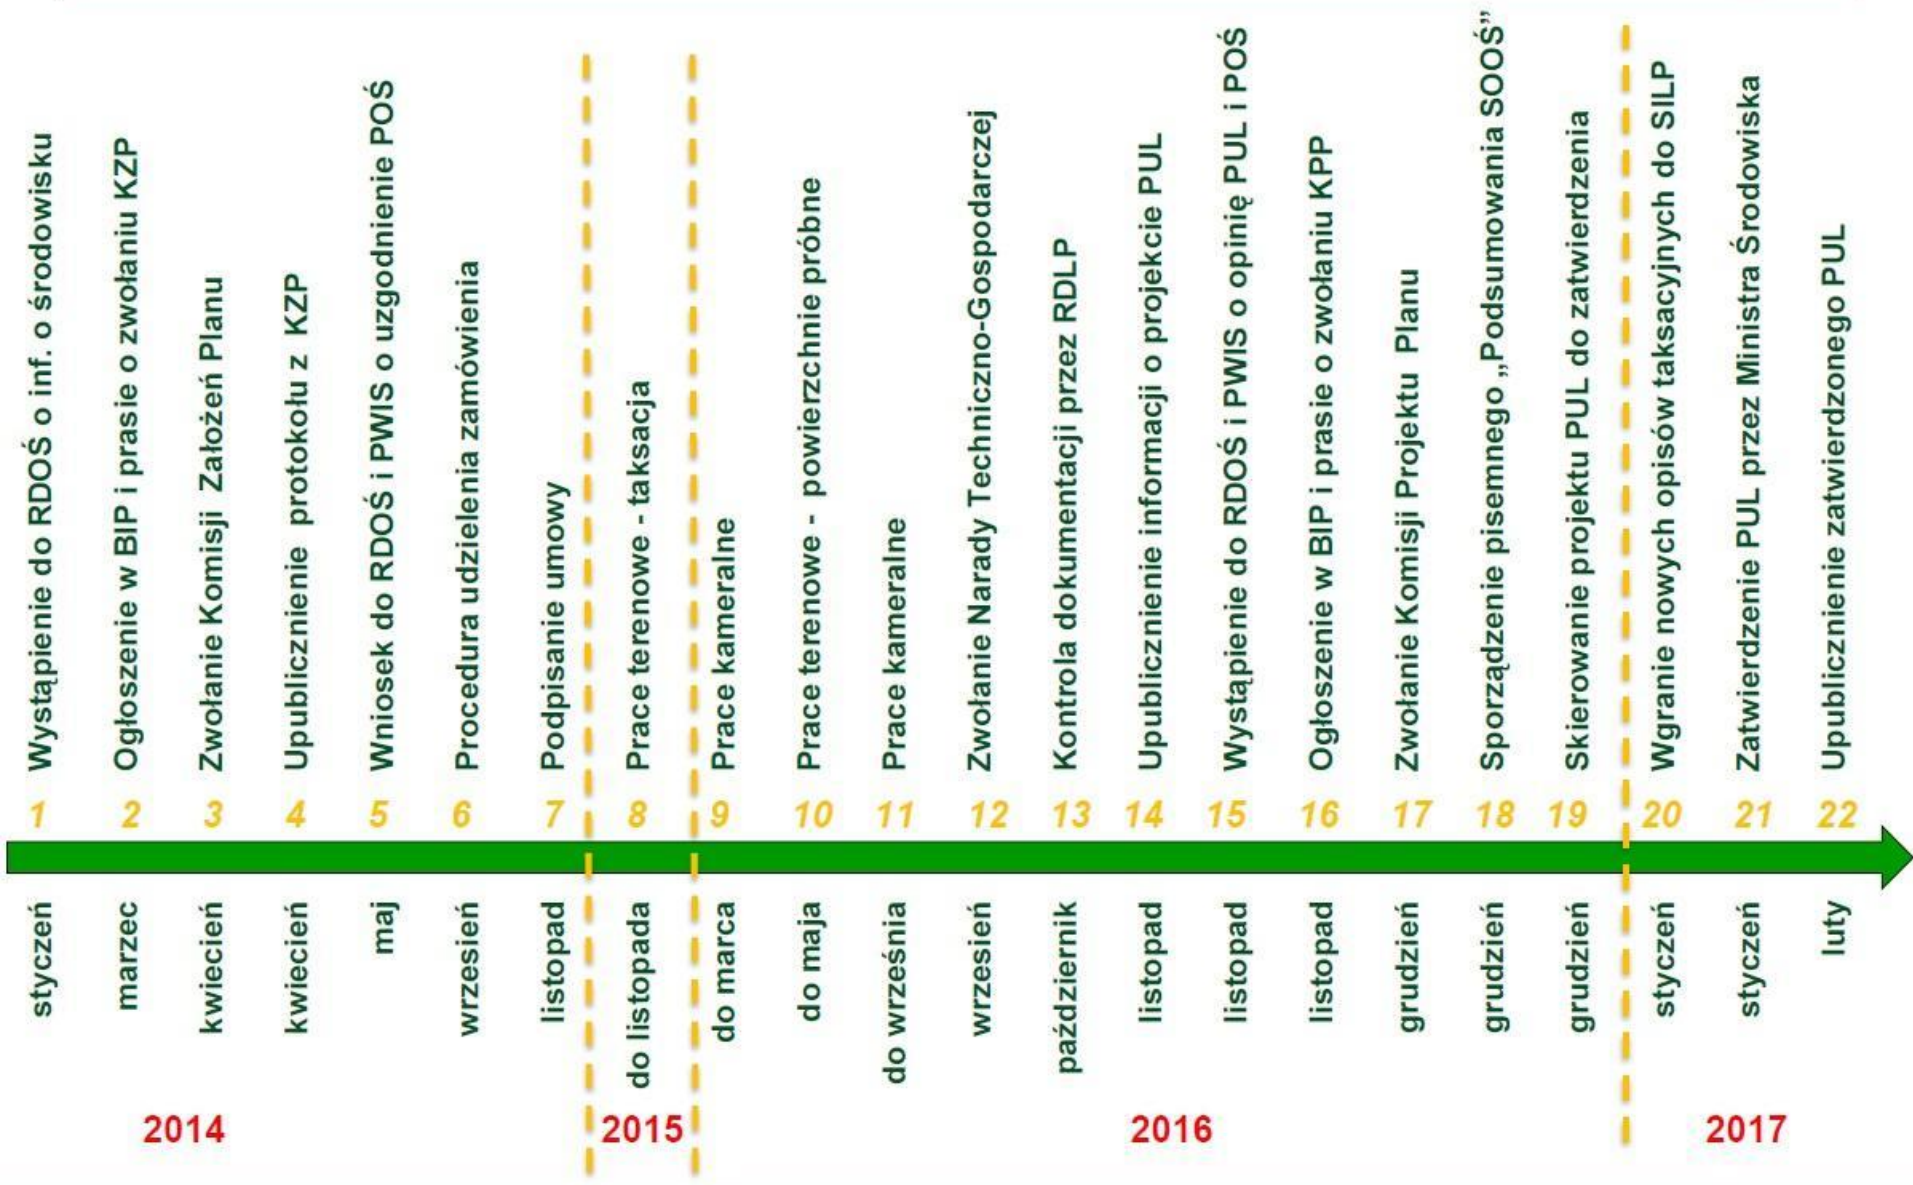 Wystąpienie do RDOŚ o inf. o środowisku
Ogłoszenie w BIP i prasie o zwołaniu KZP
Zwołanie Komisji Założeń Planu
Upublicznienie protokołu z KZP
Wniosek do RDOŚ i PWIS o uzgodnienie POŚ
Procedura udzielenia zamówienia
Podpisanie umowy
Prace terenowe - taksacja
Prace kameralne
Prace terenowe - powierzchnie próbne
Prace kameralne
Zwołanie Narady Techniczno-Gospodarczej
Kontrola dokumentacji przez RDLP
Upublicznienie informacji o projekcie PUL
Wystąpienie do RDOŚ i PWIS o opinię PUL i POŚ
Ogłoszenie w BIP i prasie o zwołaniu KPP
Zwołanie Komisji Projektu Planu
Sporządzenie pisemnego „Podsumowania SOOŚ”
Skierowanie projektu PUL do zatwierdzenia
Wgranie nowych opisów taksacyjnych do SILP
Zatwierdzenie PUL przez Ministra Środowiska
Upublicznienie zatwierdzonego PUL
1 2 3 4 5 6 7 8 9 10 11 12 13 14 15 16 17 18 19 20 21 22
styczeń
marzec
kwiecień
kwiecień
maj
wrzesień
listopad
do listopada
do marca
do maja
do września
wrzesień
październik
listopad
listopad
listopad
grudzień
grudzień
grudzień
styczeń
styczeń
luty
2014 2015 2016 2017